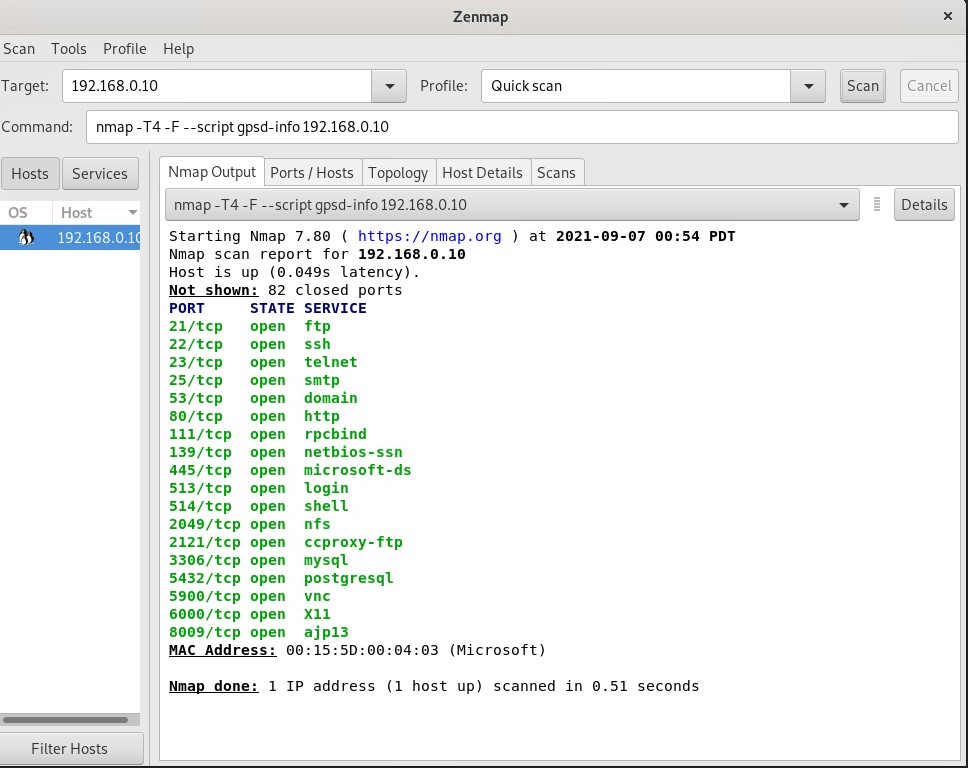 Zenmap
Scan Tools Profile Help
Target: 192.168.0.10 Profile: Quick scan Scan Cancel
Command: nmap -T4 -F --script gpsd-info 192.168.0.10
Hosts Services
OS Host
192.168.0.10
Nmap Output Ports / Hosts Topology Host Details Scans
nmap -T4 -F --script gpsd-info 192.168.0.10 Details
Starting Nmap 7.80 ( https://nmap.org ) at 2021-09-07 00:54 PDT
Nmap scan report for 192.168.0.10
Host is up (0.049s latency).
Not shown: 82 closed ports
PORT STATE SERVICE
21/tcp open ftp
22/tcp open ssh
23/tcp open telnet
25/tcp open smtp
53/tcp open domain
80/tcp open http
111/tcp open rpcbind
139/tcp open netbios-ssn
445/tcp open microsoft-ds
513/tcp open login
514/tcp open shell
2049/tcp open nfs
2121/tcp open ccproxy-ftp
3306/tcp open mysql
5432/tcp open postgresql
5900/tcp open vnc
6000/tcp open X11
8009/tcp open ajp13
MAC Address: 00:15:5D:00:04:03 (Microsoft)
Nmap done: 1 IP address (1 host up) scanned in 0.51 seconds
Filter Hosts